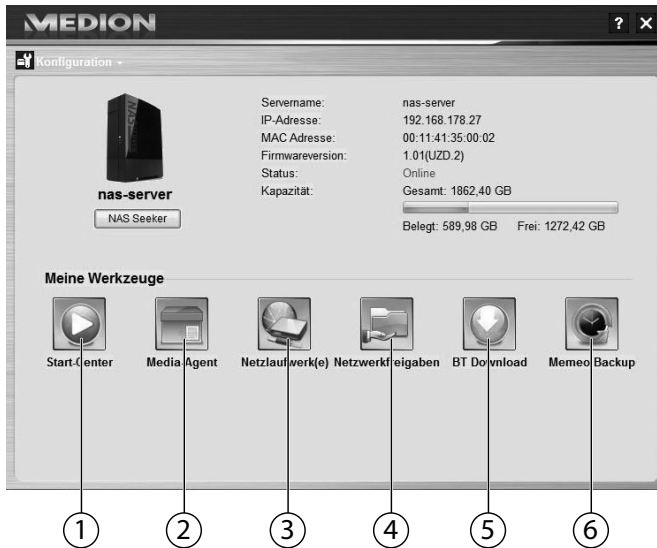 MEDION
? X
Konfiguration
Servername: nas-server
IP-Adresse: 192.168.178.27
MAC Adresse: 00:11:41:35:00:02
Firmwareversion: 1.01(UZD.2)
Status: Online
Kapazität: Gesamt: 1862,40 GB
Belegt: 589,98 GB Frei: 1272,42 GB
nas-server
NAS Seeker
Meine Werkzeuge
Start-Center Media-Agent Netzlaufwerk(e) Netzwerkfreigaben BT Download Memeo Backup
1 2 3 4 5 6